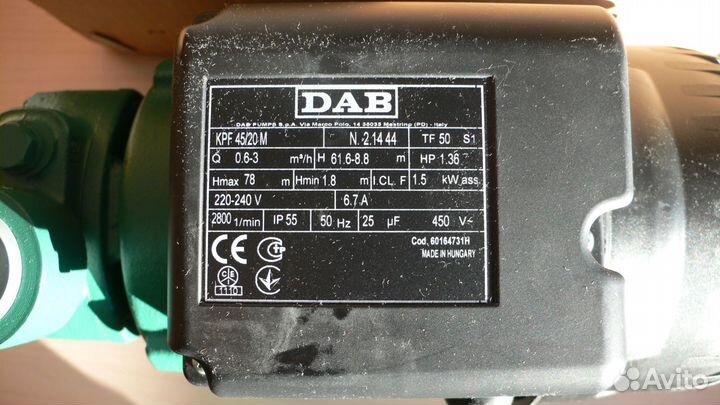 DAB
DAB PUMPS S.p.A. Via Marco Polo, 14 35035 Mestrino (PD) - Italy
KPF 45/20 M N. 2.14 44 TF 50 S1
Q 0.6-3 m³/h H 61.6-8.8 m HP 1.36
Hmax 78 m Hmin 1.8 m I.CL. F 1.5 kW ass.
220-240 V 6.7 A
2800 1/min IP 55 50 Hz 25 µF 450 V~
Cod. 60164731H
MADE IN HUNGARY
CE
C E
1110
Avito